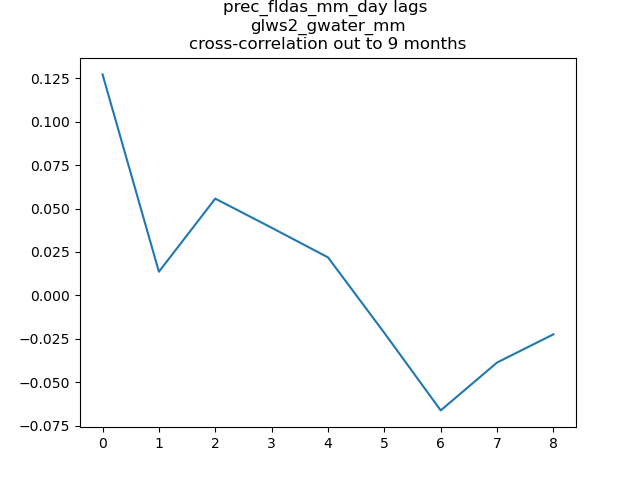 prec_fldas_mm_day lags
glws2_gwater_mm
cross-correlation out to 9 months
0.125
0.100
0.075
0.050
0.025
0.000
−0.025
−0.050
−0.075
0 1 2 3 4 5 6 7 8